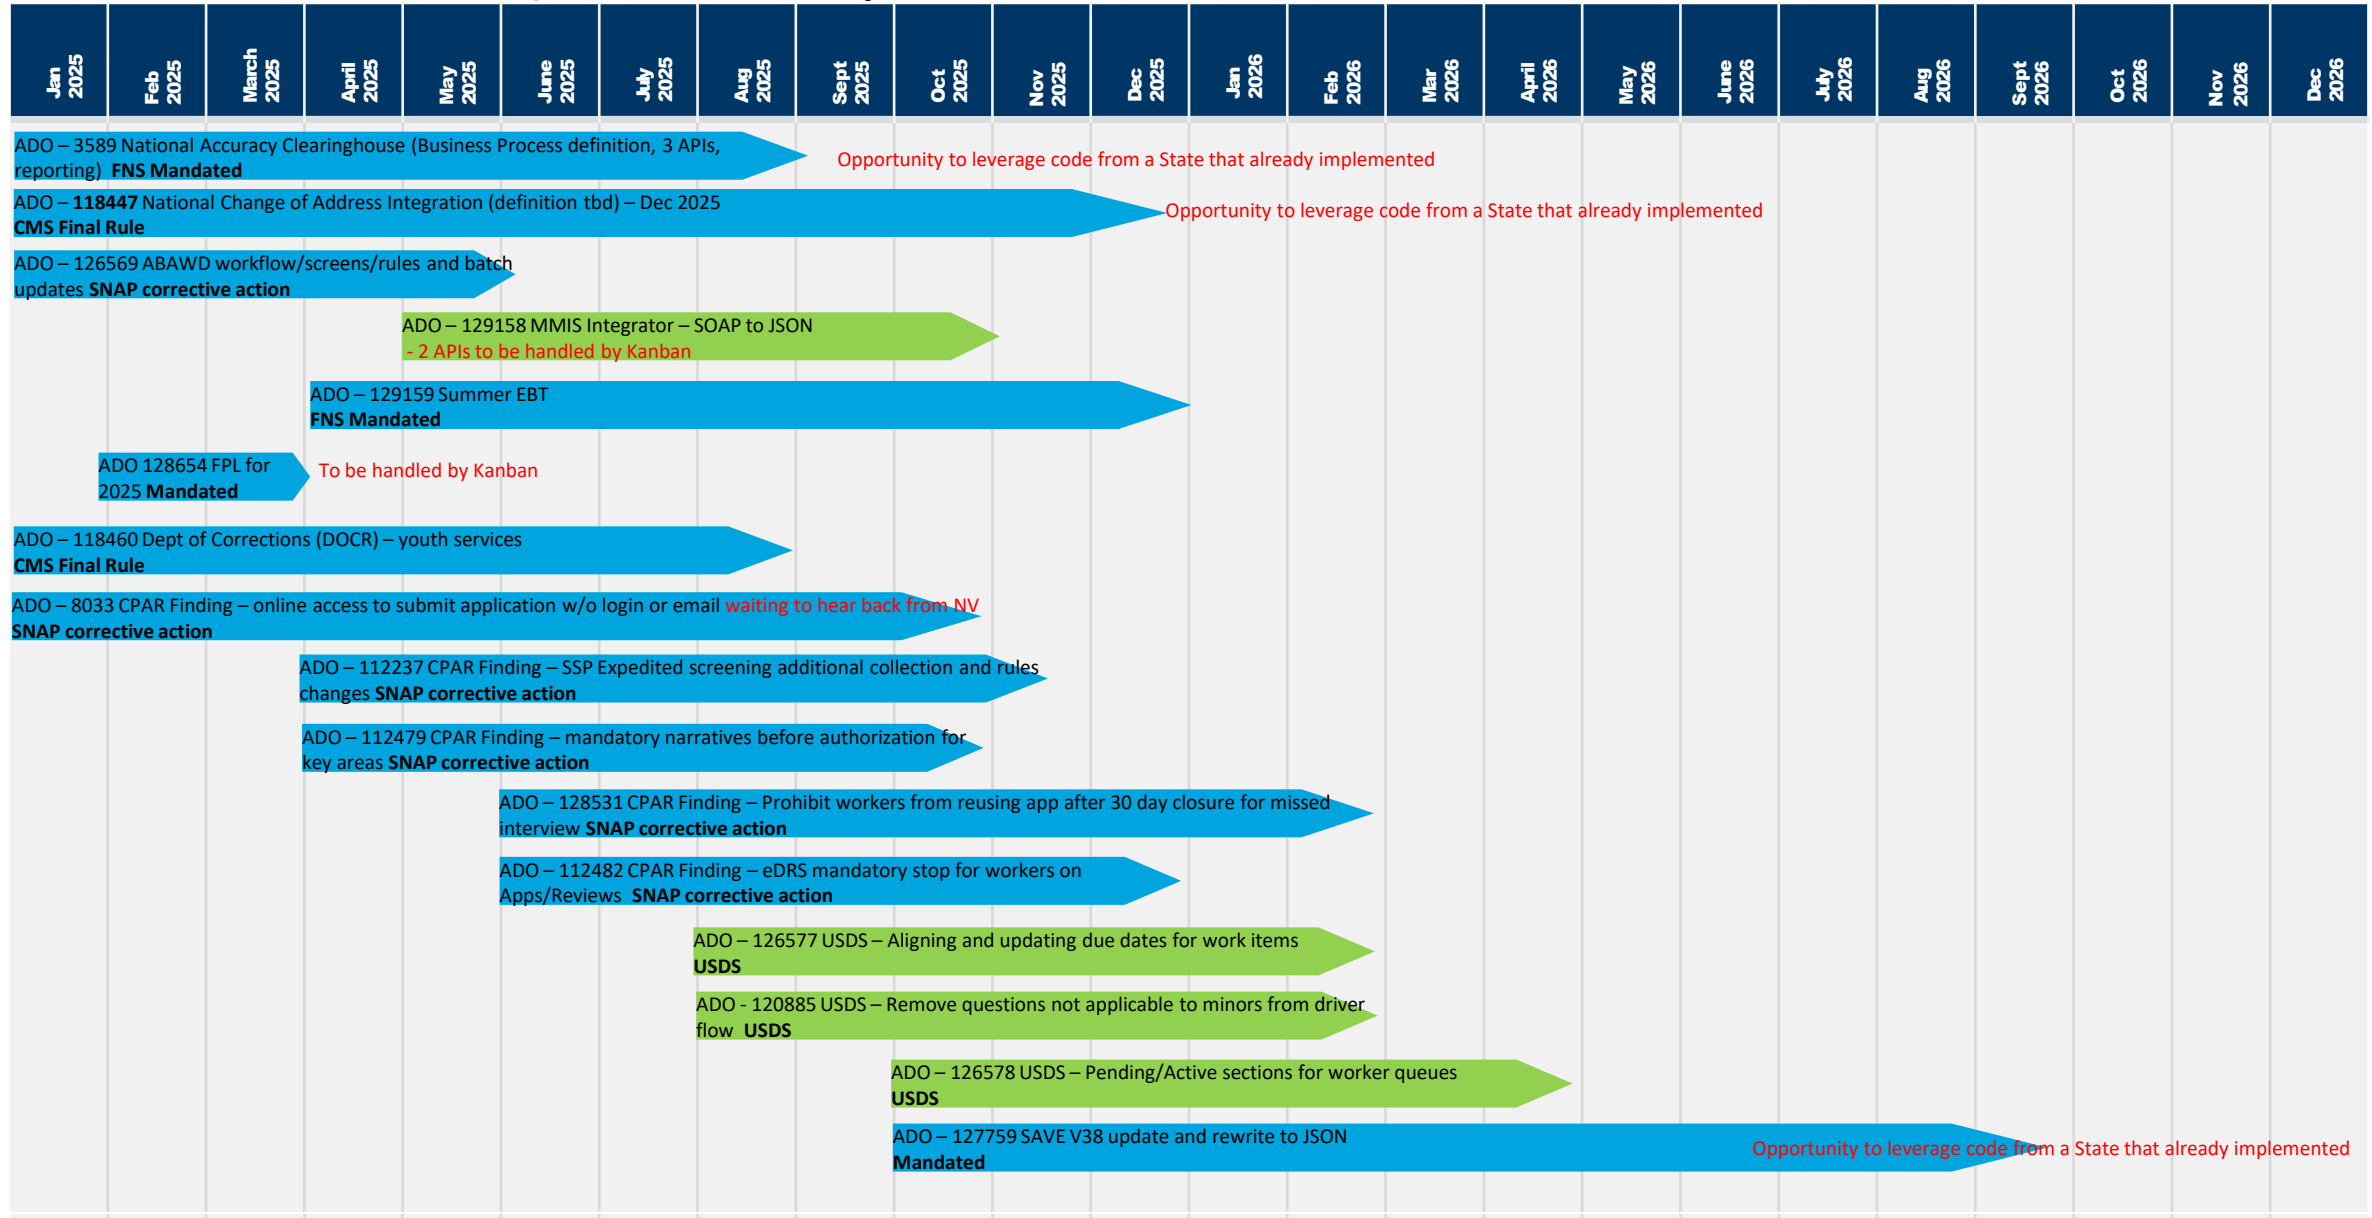 Jan 2025
Feb 2025
March 2025
April 2025
May 2025
June 2025
July 2025
Aug 2025
Sept 2025
Oct 2025
Nov 2025
Dec 2025
Jan 2026
Feb 2026
Mar 2026
April 2026
May 2026
June 2026
July 2026
Aug 2026
Sept 2026
Oct 2026
Nov 2026
Dec 2026
ADO – 3589 National Accuracy Clearinghouse (Business Process definition, 3 APIs,
reporting) FNS Mandated
Opportunity to leverage code from a State that already implemented
ADO – 118447 National Change of Address Integration (definition tbd) – Dec 2025
CMS Final Rule
Opportunity to leverage code from a State that already implemented
ADO – 126569 ABAWD workflow/screens/rules and batch
updates SNAP corrective action
ADO – 129158 MMIS Integrator – SOAP to JSON
- 2 APIs to be handled by Kanban
ADO – 129159 Summer EBT
FNS Mandated
ADO 128654 FPL for
2025 Mandated
To be handled by Kanban
ADO – 118460 Dept of Corrections (DOCR) – youth services
CMS Final Rule
ADO – 8033 CPAR Finding – online access to submit application w/o login or email waiting to hear back from NV
SNAP corrective action
ADO – 112237 CPAR Finding – SSP Expedited screening additional collection and rules
changes SNAP corrective action
ADO – 112479 CPAR Finding – mandatory narratives before authorization for
key areas SNAP corrective action
ADO – 128531 CPAR Finding – Prohibit workers from reusing app after 30 day closure for missed
interview SNAP corrective action
ADO – 112482 CPAR Finding – eDRS mandatory stop for workers on
Apps/Reviews SNAP corrective action
ADO – 126577 USDS – Aligning and updating due dates for work items
USDS
ADO - 120885 USDS – Remove questions not applicable to minors from driver
flow USDS
ADO – 126578 USDS – Pending/Active sections for worker queues
USDS
ADO – 127759 SAVE V38 update and rewrite to JSON
Mandated
Opportunity to leverage code from a State that already implemented